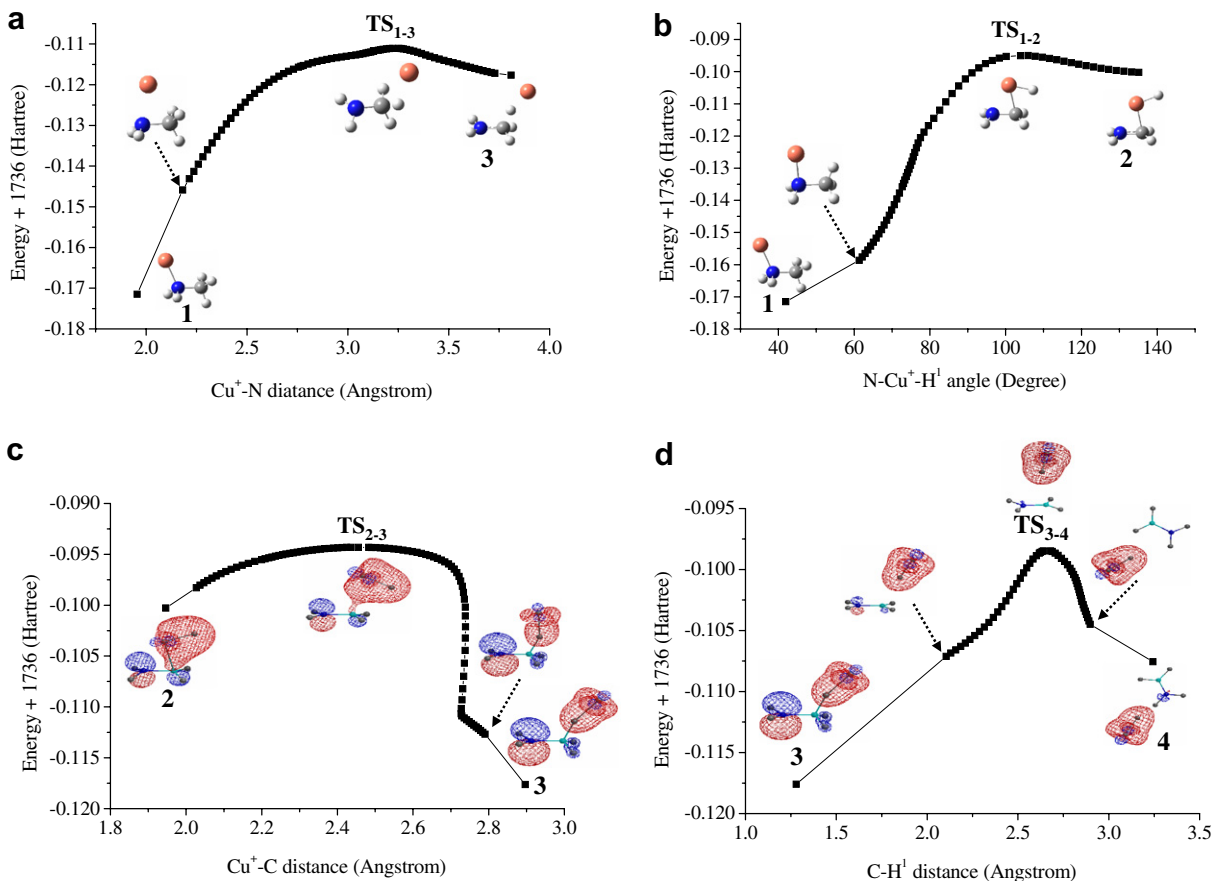 a
TS1-3
-0.11
-0.12
-0.13
-0.14
-0.15
-0.16
-0.17
-0.18
Energy + 1736 (Hartree)
3
1
2.0 2.5 3.0 3.5 4.0
Cu+-N diatance (Angstrom)
b
TS1-2
-0.09
-0.10
-0.11
-0.12
-0.13
-0.14
-0.15
-0.16
-0.17
-0.18
Energy +1736 (Hartree)
2
1
40 60 80 100 120 140
N-Cu+-H1 angle (Degree)
c
TS2-3
-0.090
-0.095
-0.100
-0.105
-0.110
-0.115
-0.120
Energy + 1736 (Hartree)
2
3
1.8 2.0 2.2 2.4 2.6 2.8 3.0
Cu+-C distance (Angstrom)
d
TS3-4
-0.095
-0.100
-0.105
-0.110
-0.115
-0.120
Energy + 1736 (Hartree)
3
4
1.0 1.5 2.0 2.5 3.0 3.5
C-H1 distance (Angstrom)